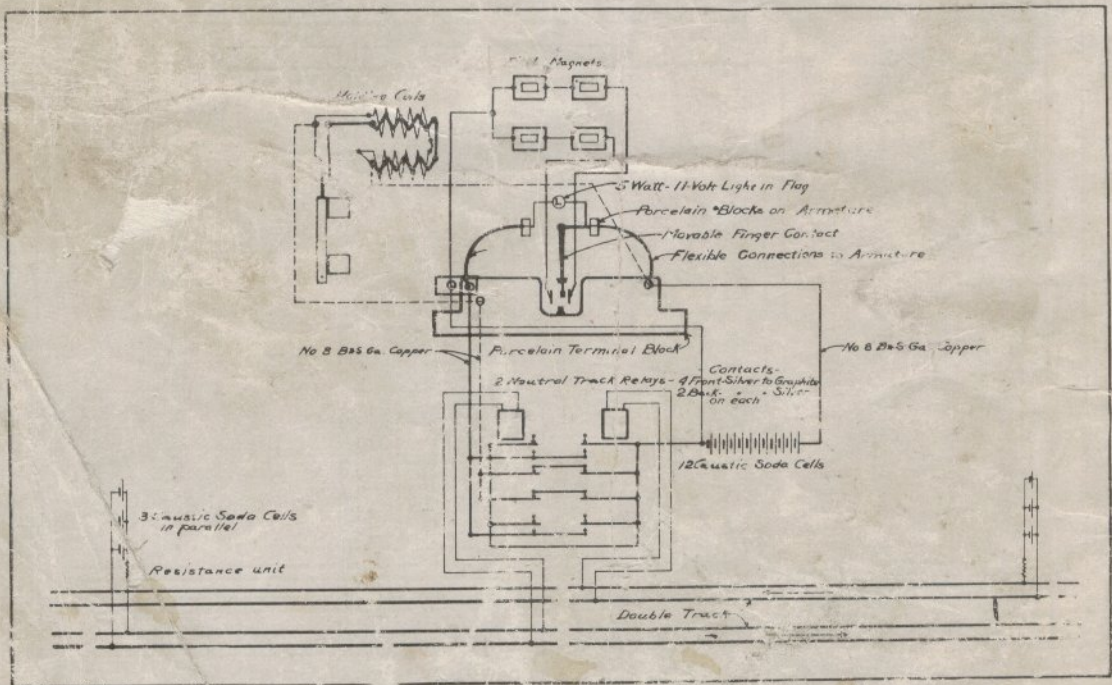 Magnets
Holding Coils
5 Watt - 11-Volt Light in Flag
Porcelain Blocks on Armature
Movable Finger Contact
Flexible Connections to Armature
No 8 B&S Ga. Copper
Porcelain Terminal Block
No 8 B&S Ga. Copper
2 Neutral Track Relays -
Contacts-
4 Front-Silver to Graphite
2 Back- " " Silver
on each
12 Caustic Soda Cells
3 Caustic Soda Cells
in parallel
Resistance unit
Double Track